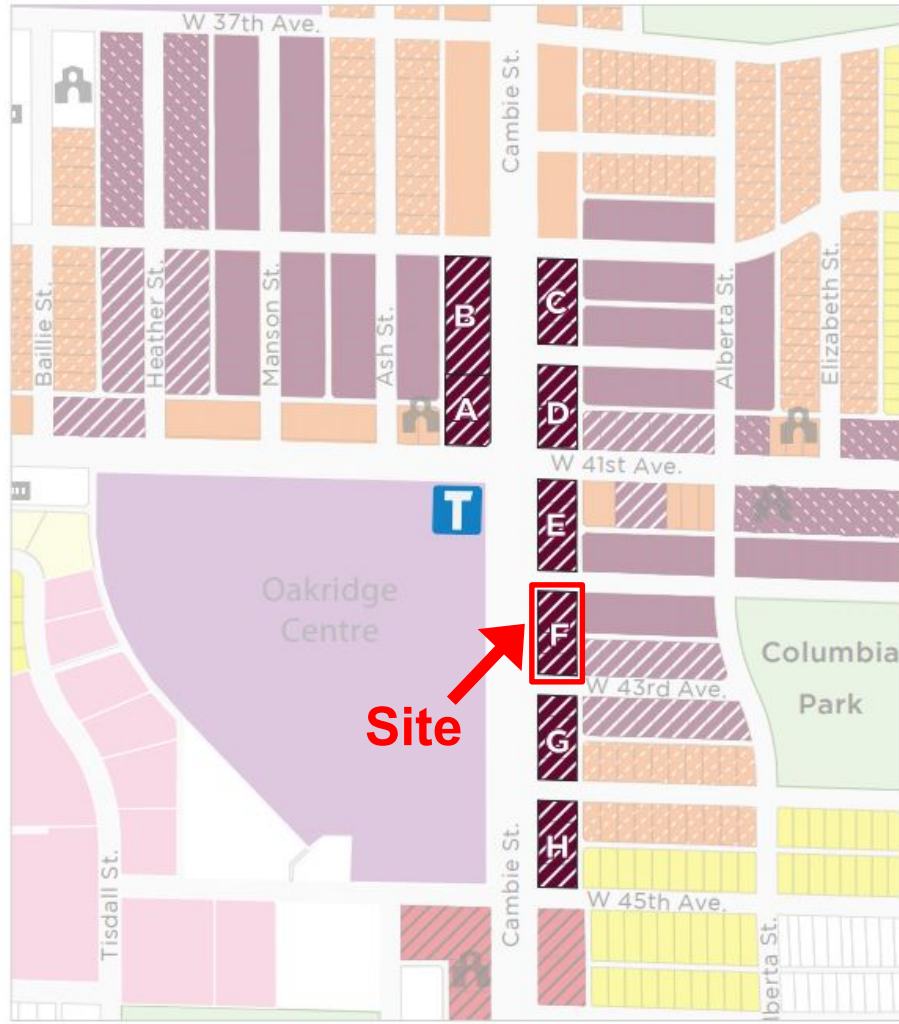 W 37th Ave.
Cambie St.
Baillie St.
Heather St.
Manson St.
Ash St.
B
A
C
D
Alberta St.
Elizabeth St.
W 41st Ave.
T
E
Oakridge
Centre
F
Columbia
Park
W 43rd Ave.
Site
G
H
Tisdall St.
Cambie St.
W 45th Ave.
lberta St.